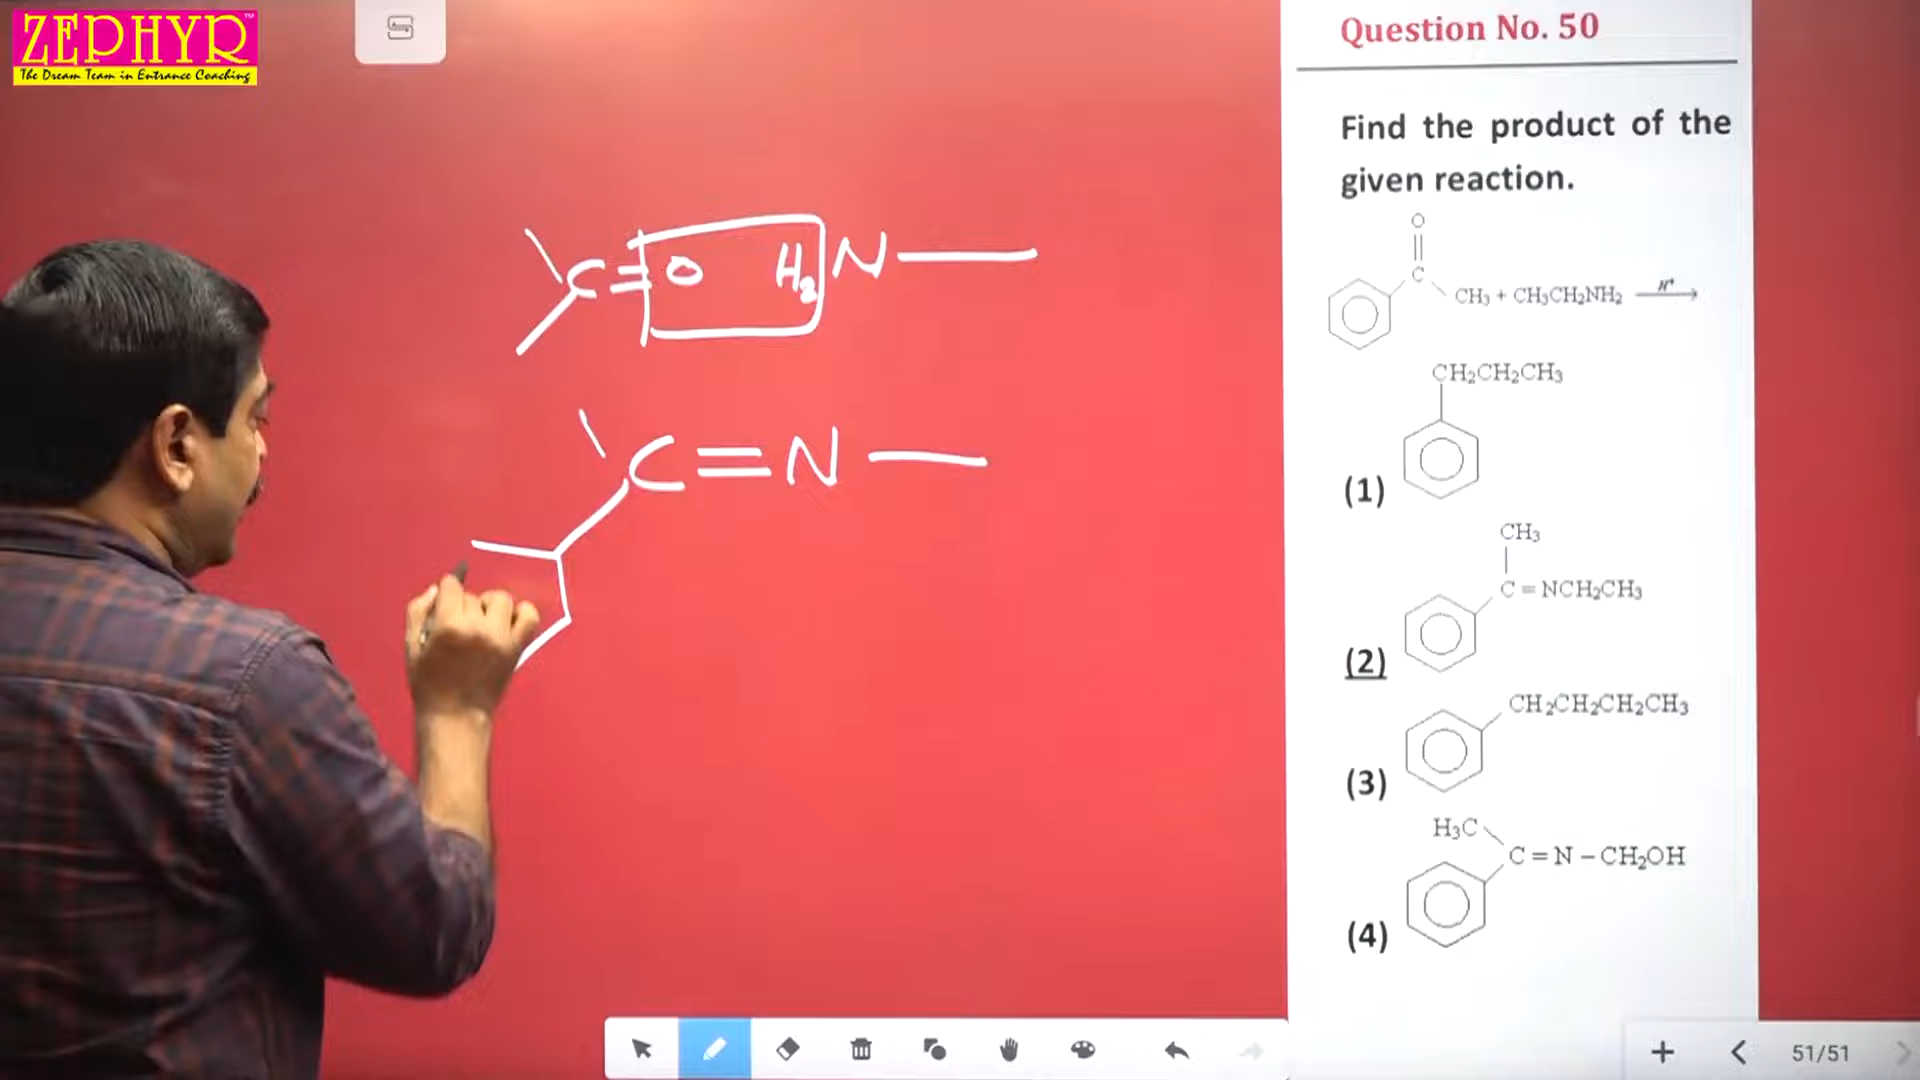 ZEPHYR™
The Dream Team in Entrance Coaching
C=O H₂N—
C=N—
Question No. 50
Find the product of the
given reaction.
O
C
CH₃ + CH₃CH₂NH₂ H⁺
CH₂CH₂CH₃
(1)
CH₃
C=NCH₂CH₃
(2)
CH₂CH₂CH₂CH₃
(3)
H₃C
C=N–CH₂OH
(4)
51/51